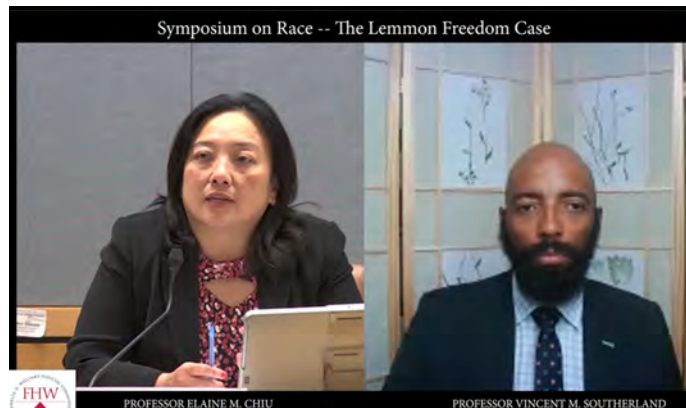 Symposium on Race -- The Lemmon Freedom Case
FHW
PROFESSOR ELAINE M. CHIU
PROFESSOR VINCENT M. SOUTHERLAND